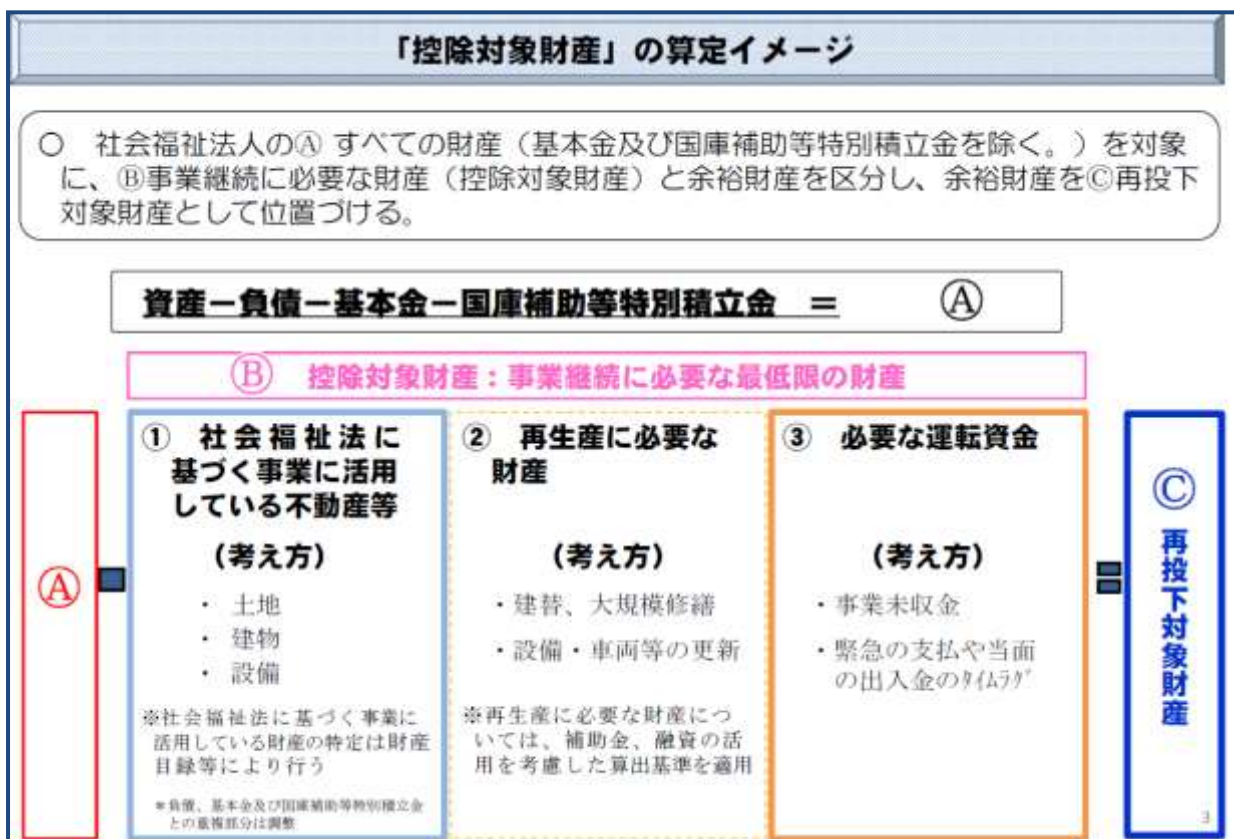 「控除対象財産」の算定イメージ
○ 社会福祉法人のⒶ すべての財産（基本金及び国庫補助等特別積立金を除く。）を対象
に、Ⓑ事業継続に必要な財産（控除対象財産）と余裕財産を区分し、余裕財産をⒸ再投下
対象財産として位置づける。
資産－負債－基本金－国庫補助等特別積立金 ＝ Ⓐ
Ⓑ 控除対象財産：事業継続に必要な最低限の財産
Ⓐ
① 社会福祉法に
基づく事業に活用
している不動産等
（考え方）
・ 土地
・ 建物
・ 設備
※社会福祉法に基づく事業に
活用している財産の特定は財産
目録等により行う
＊負債、基本金及び国庫補助等特別積立金
との重複部分は調整
② 再生産に必要な
財産
（考え方）
・建替、大規模修繕
・設備・車両等の更新
※再生産に必要な財産につ
いては、補助金、融資の活
用を考慮した算出基準を適用
③ 必要な運転資金
（考え方）
・事業未収金
・緊急の支払や当面
の出入金のﾀｲﾑﾗｸﾞ
＝
Ⓒ 再投下対象財産
3